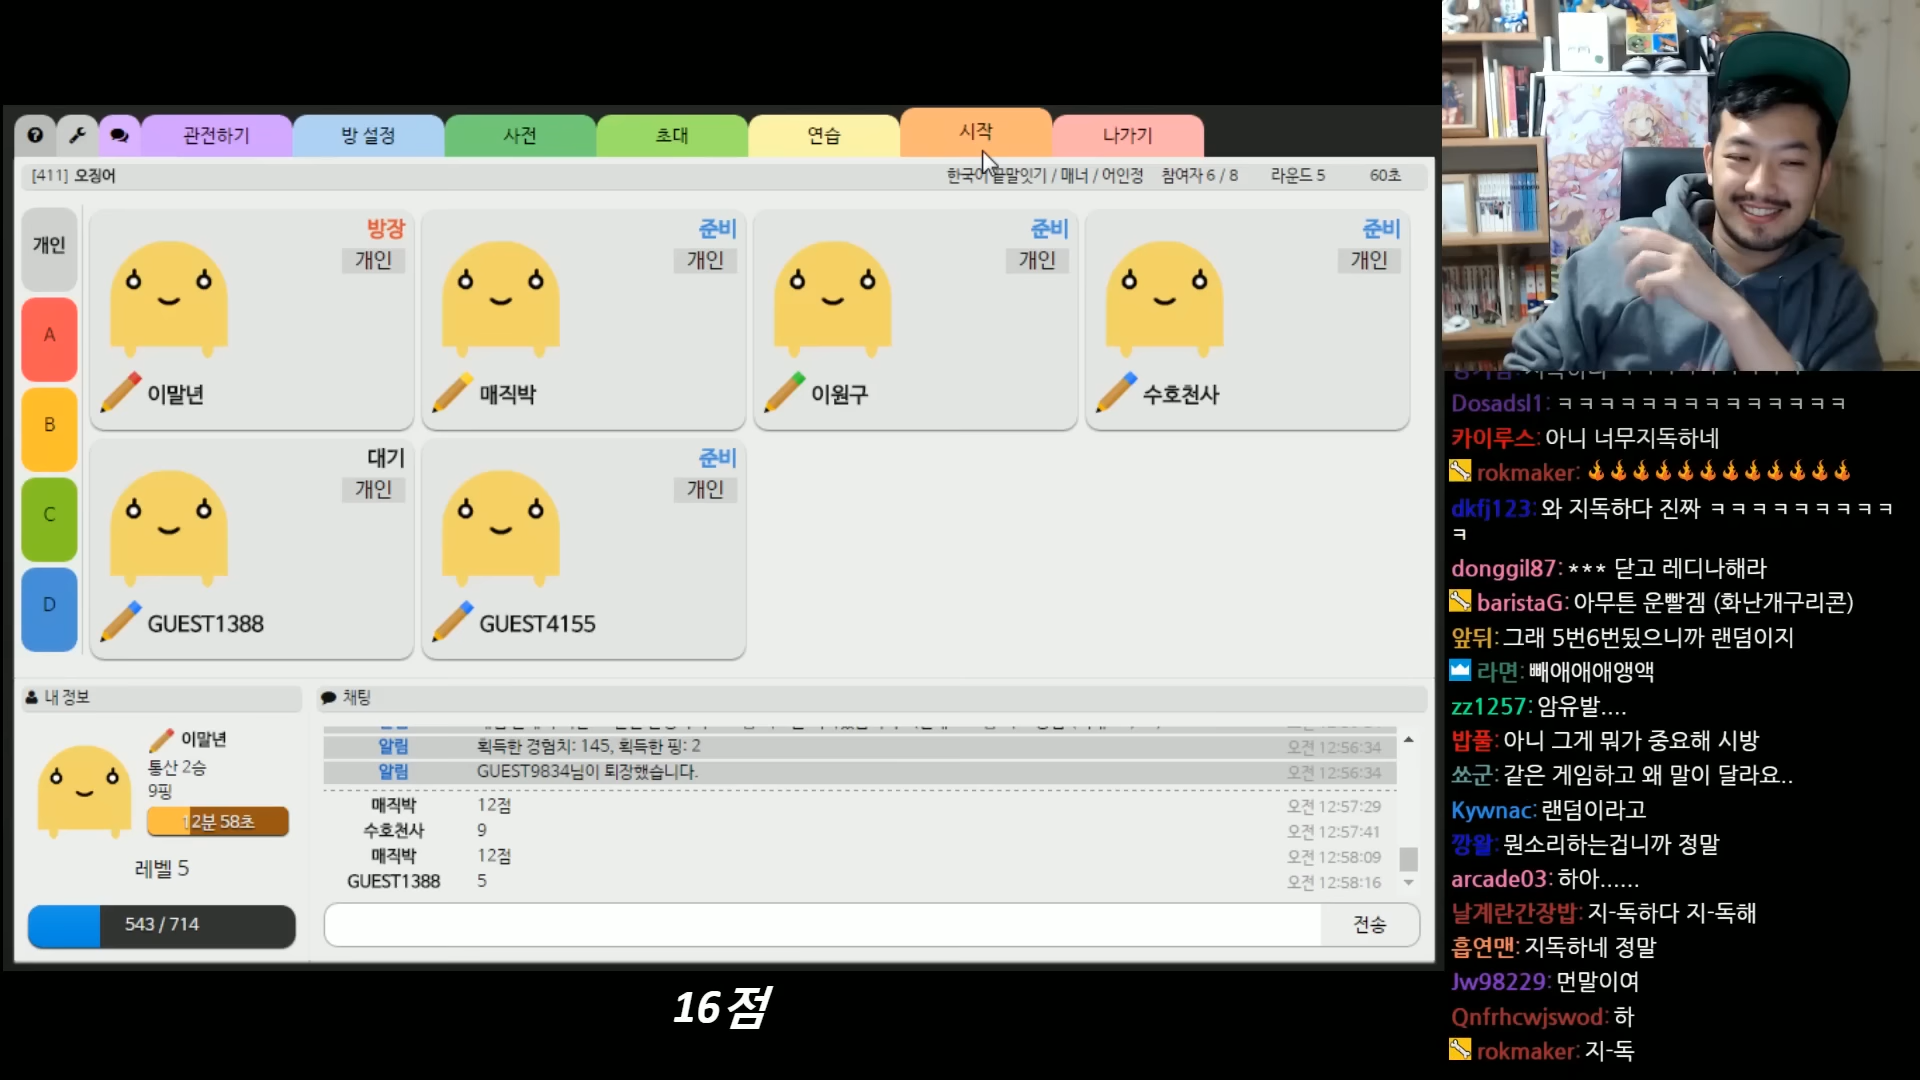 관전하기
방 설정
사전
초대
연습
시작
나가기
[411] 오징어
한국어 끝말잇기 / 매너 / 어인정 참여자 6 / 8 라운드 5 60초
개인
A
B
C
D
방장
개인
이말년
준비
개인
매직박
준비
개인
이원구
준비
개인
수호천사
대기
개인
GUEST1388
준비
개인
GUEST4155
내 정보
이말년
통산 2승
9핑
12분 58초
레벨 5
543 / 714
채팅
알림 획득한 경험치: 145, 획득한 핑: 2 오전 12:56:34
알림 GUEST9834님이 퇴장했습니다. 오전 12:56:34
매직박 12점 오전 12:57:29
수호천사 9 오전 12:57:41
매직박 12점 오전 12:58:09
GUEST1388 5 오전 12:58:16
전송
16점
Dosadsl1: ㅋㅋㅋㅋㅋㅋㅋㅋㅋㅋㅋㅋㅋㅋ
카이루스: 아니 너무지독하네
rokmaker: 🔥🔥🔥🔥🔥🔥🔥🔥🔥🔥🔥🔥
dkfj123: 와 지독하다 진짜 ㅋㅋㅋㅋㅋㅋㅋㅋㅋ
ㅋ
donggil87: *** 닫고 레디나해라
baristaG: 아무튼 운빨겜 (화난개구리콘)
앞뒤: 그래 5번6번됬으니까 랜덤이지
라면: 빼애애애앵액
zz1257: 암유발....
밥풀: 아니 그게 뭐가 중요해 시방
쑈군: 같은 게임하고 왜 말이 달라요..
Kywnac: 랜덤이라고
깡왈: 뭔소리하는겁니까 정말
arcade03: 하아......
날계란간장밥: 지-독하다 지-독해
흡연맨: 지독하네 정말
Jw98229: 먼말이여
Qnfrhcwjswod: 하
rokmaker: 지-독